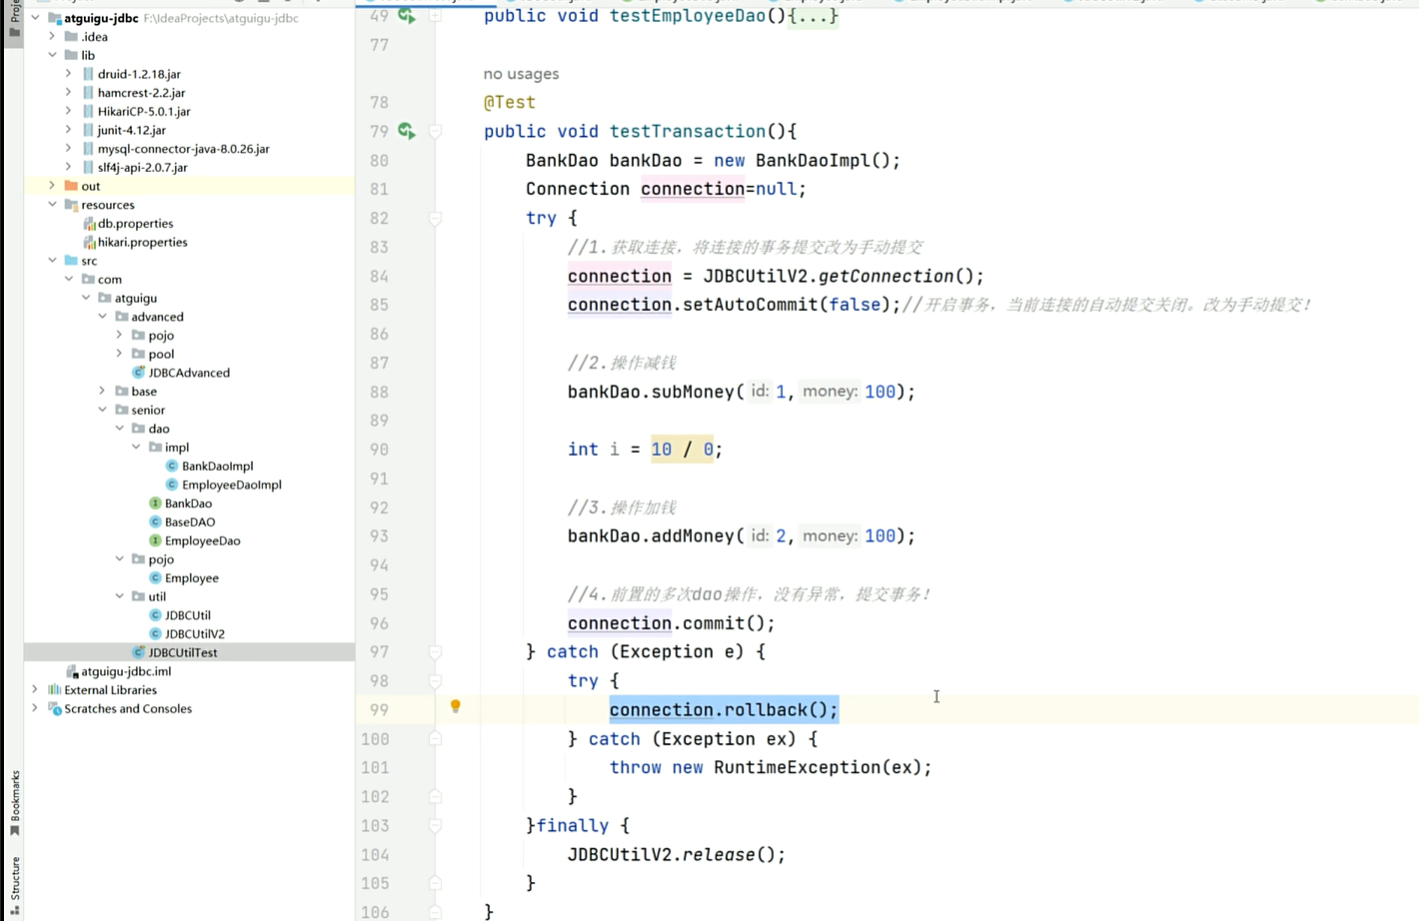 atguigu-jdbc F:\IdeaProjects\atguigu-jdbc
.idea
lib
druid-1.2.18.jar
hamcrest-2.2.jar
HikariCP-5.0.1.jar
junit-4.12.jar
mysql-connector-java-8.0.26.jar
slf4j-api-2.0.7.jar
out
resources
db.properties
hikari.properties
src
com
atguigu
advanced
pojo
pool
JDBCAdvanced
base
senior
dao
impl
BankDaoImpl
EmployeeDaoImpl
BankDao
BaseDAO
EmployeeDao
pojo
Employee
util
JDBCUtil
JDBCUtilV2
JDBCUtilTest
atguigu-jdbc.iml
External Libraries
Scratches and Consoles
Bookmarks
Structure
49 public void testEmployeeDao(){...}
77
no usages
78 @Test
79 public void testTransaction(){
80 BankDao bankDao = new BankDaoImpl();
81 Connection connection=null;
82 try {
83 //1.获取连接，将连接的事务提交改为手动提交
84 connection = JDBCUtilV2.getConnection();
85 connection.setAutoCommit(false);//开启事务，当前连接的自动提交关闭。改为手动提交！
86
87 //2.操作减钱
88 bankDao.subMoney( id: 1, money: 100);
89
90 int i = 10 / 0;
91
92 //3.操作加钱
93 bankDao.addMoney( id: 2, money: 100);
94
95 //4.前置的多次dao操作，没有异常，提交事务！
96 connection.commit();
97 } catch (Exception e) {
98 try {
99 connection.rollback();
100 } catch (Exception ex) {
101 throw new RuntimeException(ex);
102 }
103 }finally {
104 JDBCUtilV2.release();
105 }
106 }